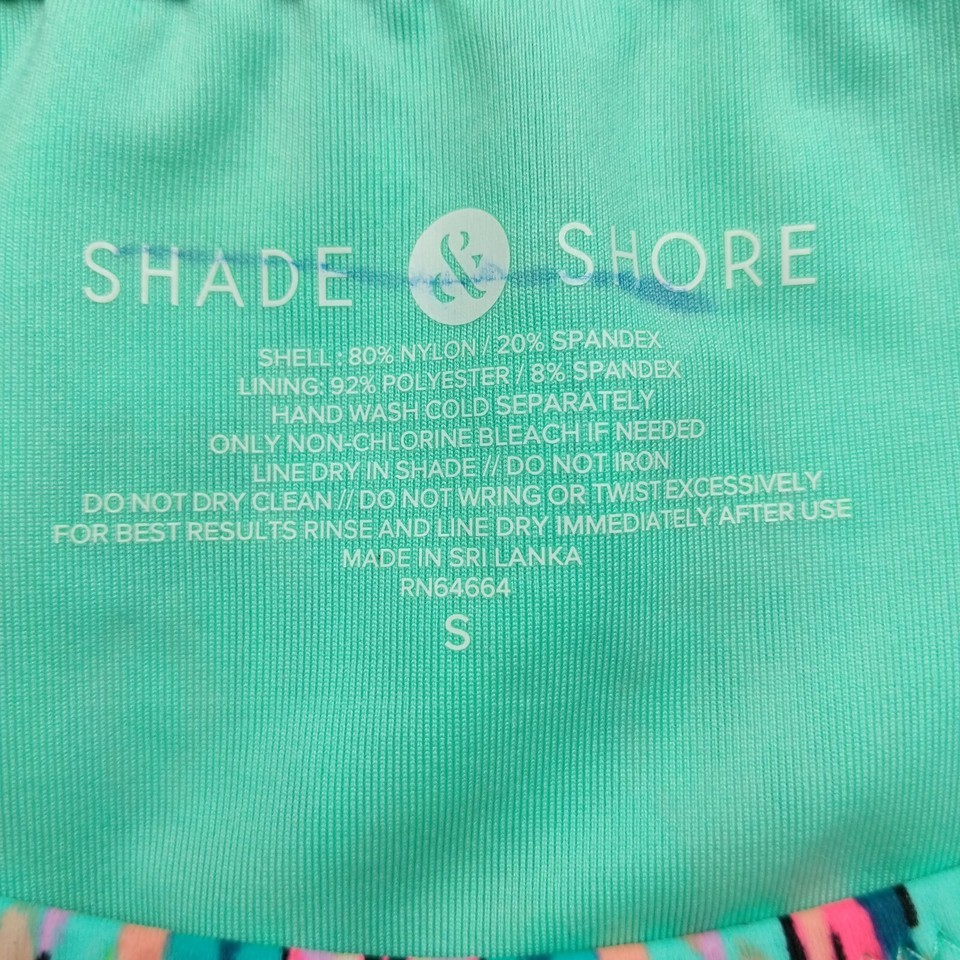 SHADE & SHORE
SHELL : 80% NYLON / 20% SPANDEX
LINING: 92% POLYESTER / 8% SPANDEX
HAND WASH COLD SEPARATELY
ONLY NON-CHLORINE BLEACH IF NEEDED
LINE DRY IN SHADE // DO NOT IRON
DO NOT DRY CLEAN // DO NOT WRING OR TWIST EXCESSIVELY
FOR BEST RESULTS RINSE AND LINE DRY IMMEDIATELY AFTER USE
MADE IN SRI LANKA
RN64664
S